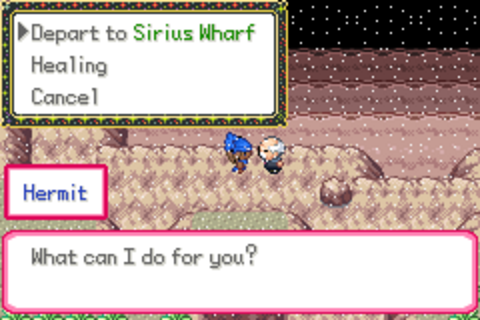 Depart to Sirius Wharf
Healing
Cancel
Hermit
What can I do for you?